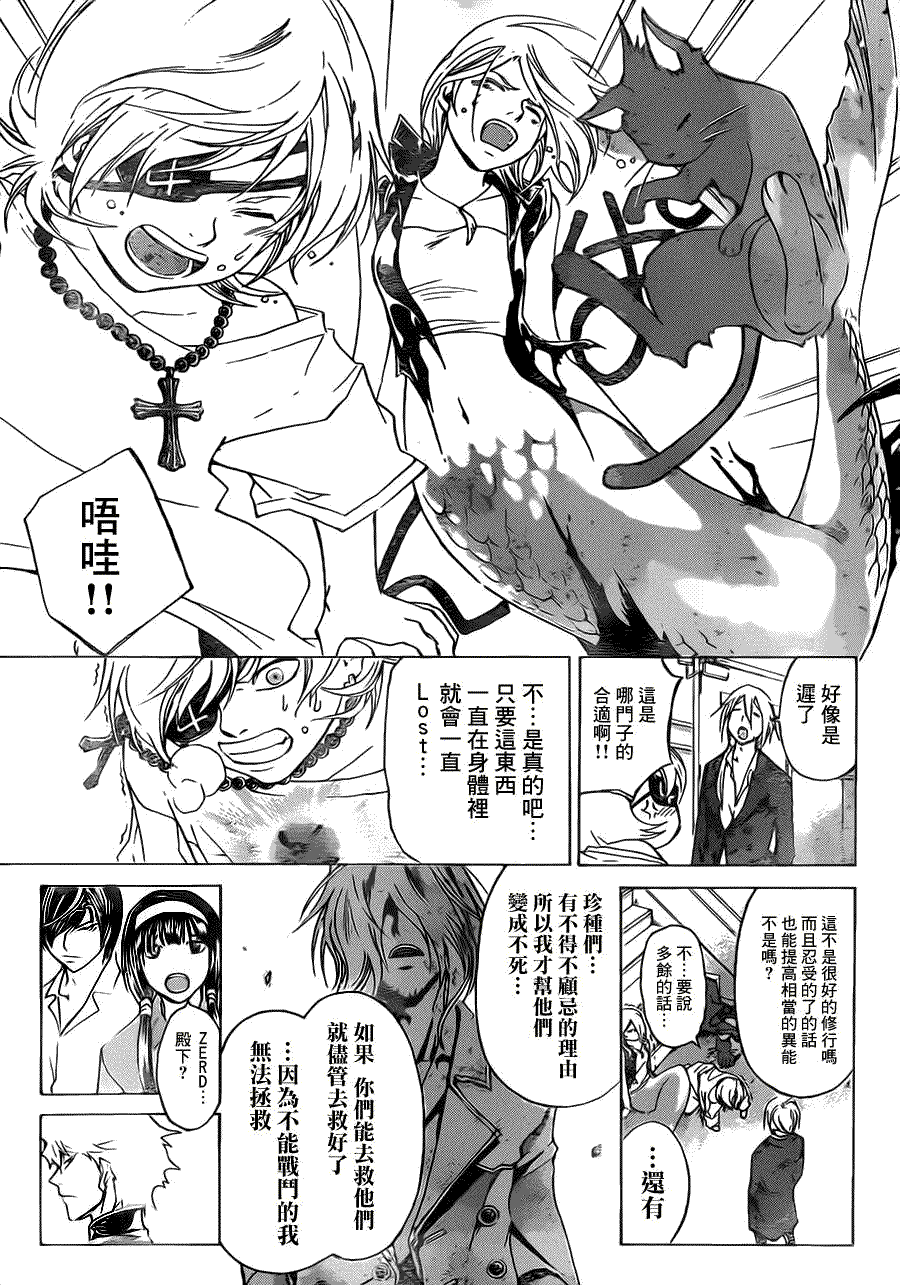 唔哇!!
好像是
遲了
這是
哪門子的
合適啊!!
不…是真的吧…
只要這東西
一直在身體裡
就會一直
Lost…
這不是很好的修行嗎
而且忍受的了的話
也能提高相當的異能
不是嗎?
不…要說
多餘的話…
…還有
珍種們…
有不得不顧忌的理由
所以我才幫他們
變成不死…
如果 你們能去救他們
就儘管去救好了
…因為不能戰鬥的我
無法拯救
ZERO…
殿下?